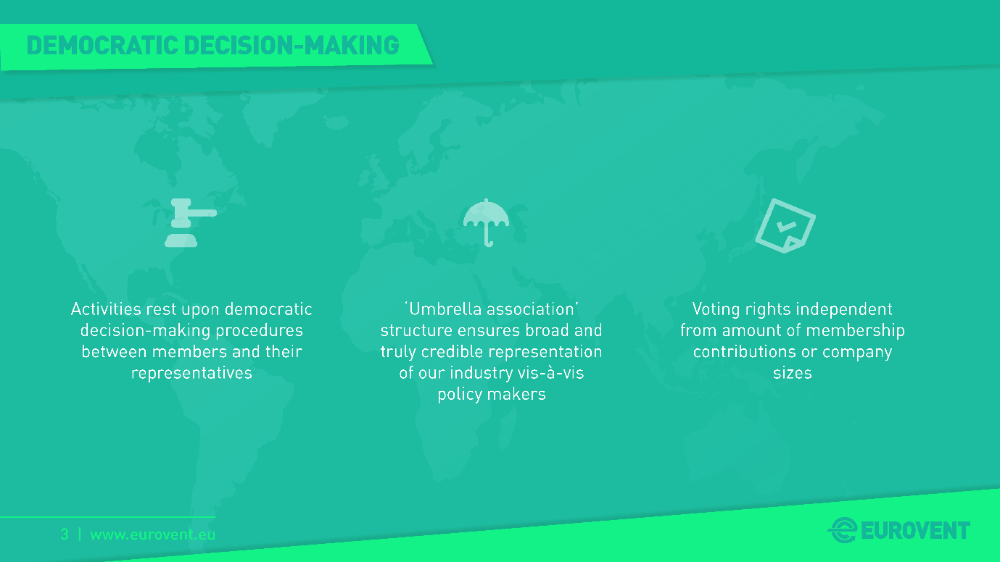 DEMOCRATIC DECISION-MAKING
Activities rest upon democratic
decision-making procedures
between members and their
representatives
‘Umbrella association’
structure ensures broad and
truly credible representation
of our industry vis-à-vis
policy makers
Voting rights independent
from amount of membership
contributions or company
sizes
3 | www.eurovent.eu
EUROVENT